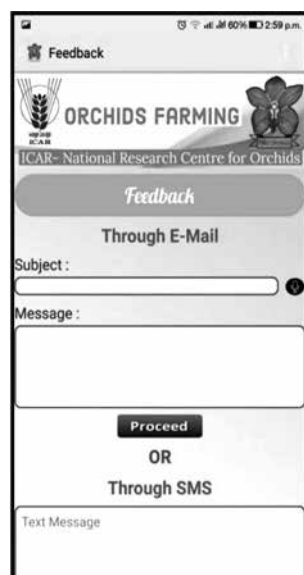 60% 2:59 p.m.
Feedback
ICAR
ORCHIDS FARMING
ICAR- National Research Centre for Orchids
Feedback
Through E-Mail
Subject :
Message :
Proceed
OR
Through SMS
Text Message